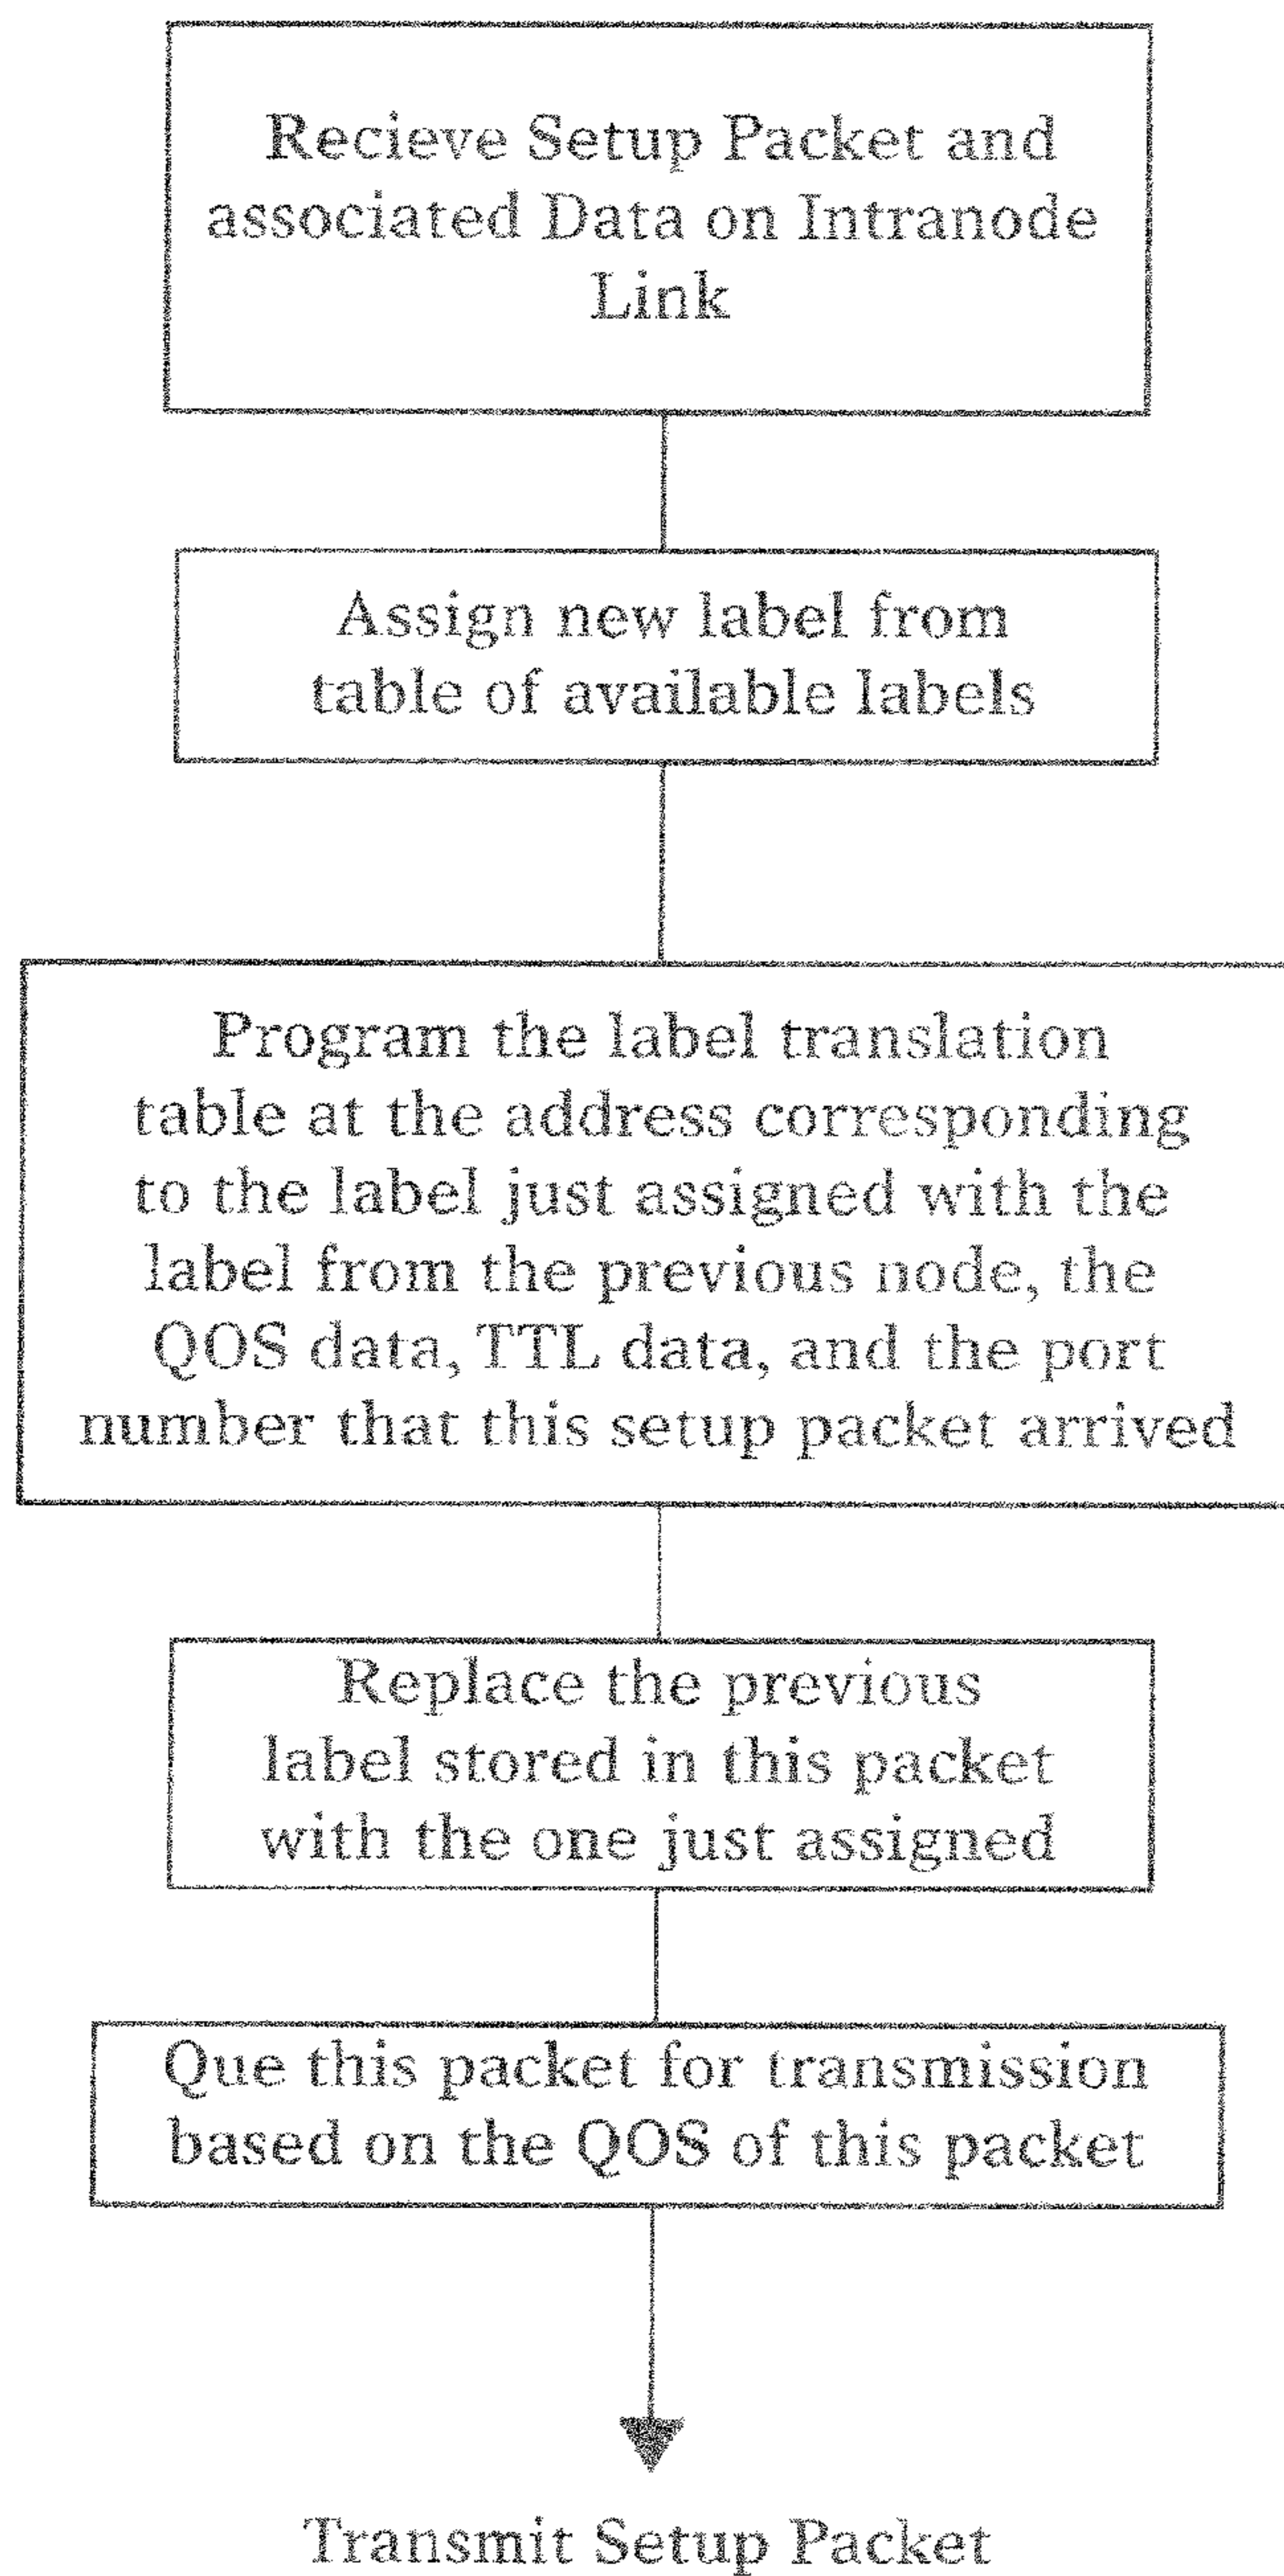 Recieve Setup Packet and
associated Data on Intranode
Link
Assign new label from
table of available labels
Program the label translation
table at the address corresponding
to the label just assigned with the
label from the previous node, the
QOS data, TTL data, and the port
number that this setup packet arrived
Replace the previous
label stored in this packet
with the one just assigned
Que this packet for transmission
based on the QOS of this packet
Transmit Setup Packet